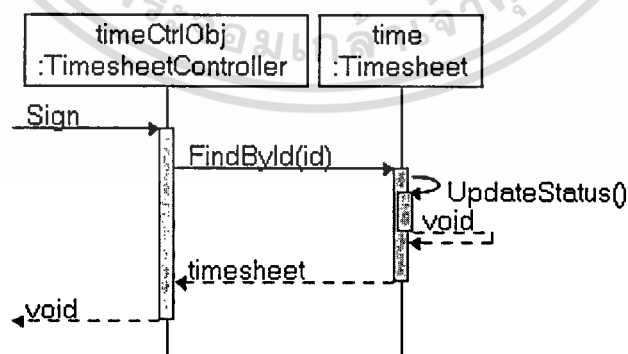 timeCtrlObj
:TimesheetController
time
:Timesheet
Sign
FindById(id)
UpdateStatus()
void
timesheet
void